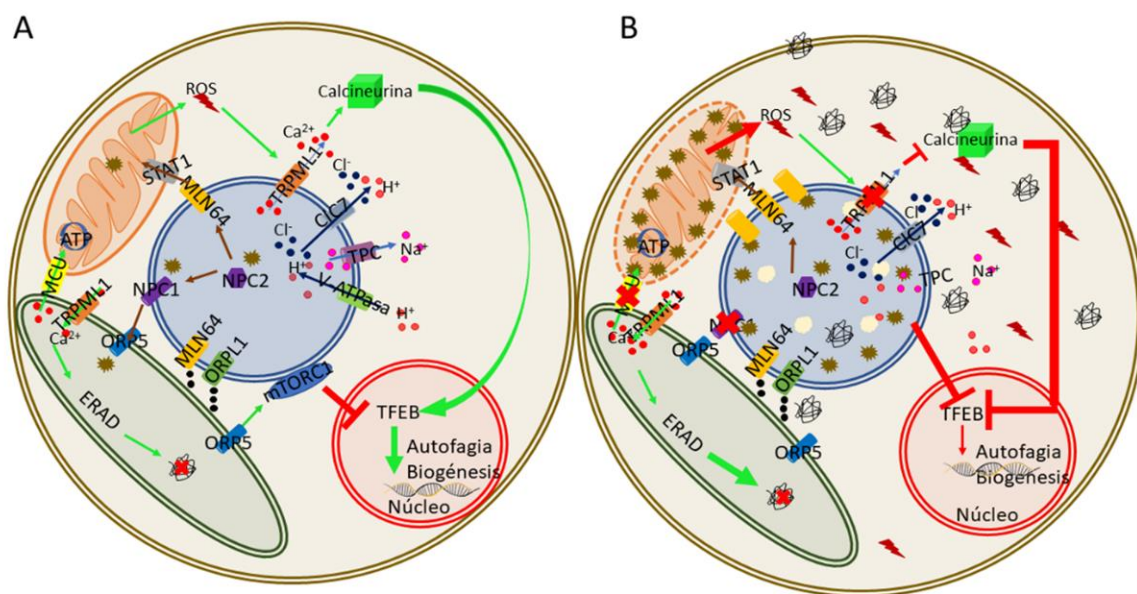 A
ROS
Calcineurina
Ca²⁺
TRPML1
Cl⁻
H⁺
STAT1
MLN64
ClC7
ATP
Cl⁻
TPC
Na⁺
H⁺
MCU
NPC1
NPC2
V-ATPasa
H⁺
TRPML1
Ca²⁺
ORP5
MLN64
ORPL1
mTORC1
ERAD
TFEB
ORP5
Autofagia
Biogénesis
Núcleo
B
ROS
Calcineurina
STAT1
MLN64
Cl
H⁺
ClC7
ATP
Cl⁻
TPC
Na⁺
NPC2
TRPML1
Ca
ORP5
MLN64
ORPL1
ERAD
TFEB
ORP5
Autofagia
Biogénesis
Núcleo